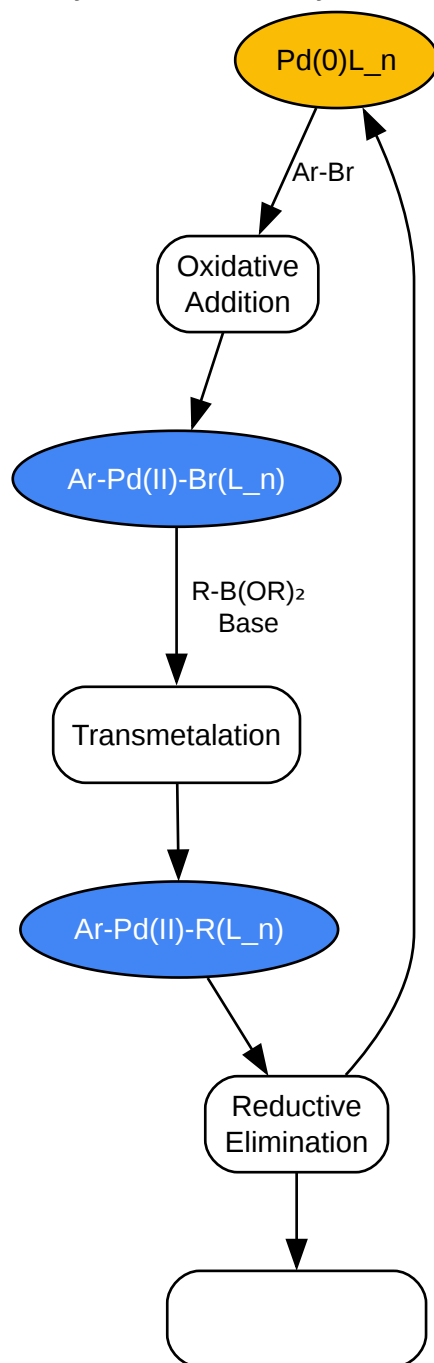 Pd(0)L_n
Ar-Br
Oxidative
Addition
Ar-Pd(II)-Br(L_n)
R-B(OR)₂
Base
Transmetalation
Ar-Pd(II)-R(L_n)
Reductive
Elimination